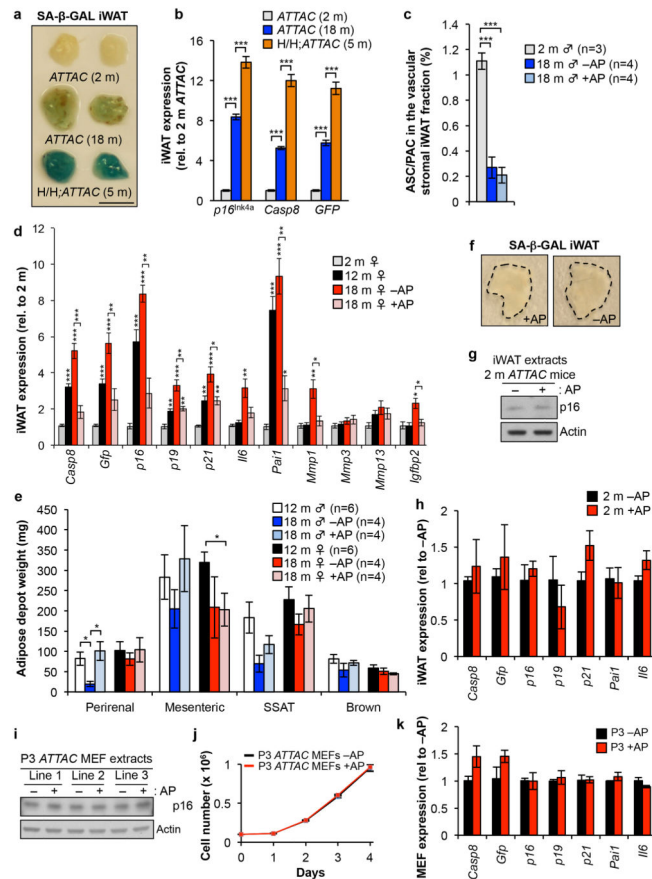 a
SA-β-GAL iWAT
ATTAC (2 m)
ATTAC (18 m)
H/H;ATTAC (5 m)
b
ATTAC (2 m)
ATTAC (18 m)
H/H;ATTAC (5 m)
iWAT expression
(rel. to 2 m ATTAC)
16
12
8
4
0
***
***
***
***
***
***
p16Ink4a
Casp8
GFP
c
2 m ♂ (n=3)
18 m ♂ –AP (n=4)
18 m ♂ +AP (n=4)
ASC/PAC in the vascular
stromal iWAT fraction (%)
1.4
1.2
1
0.8
0.6
0.4
0.2
0
***
***
d
2 m ♀
12 m ♀
18 m ♀ –AP
18 m ♀ +AP
iWAT expression (rel. to 2 m)
12
10
8
6
4
2
0
Casp8
Gfp
p16
p19
p21
Il6
Pai1
Mmp1
Mmp3
Mmp13
Igfbp2
e
12 m ♂ (n=6)
18 m ♂ –AP (n=4)
18 m ♂ +AP (n=4)
12 m ♀ (n=6)
18 m ♀ –AP (n=4)
18 m ♀ +AP (n=4)
Adipose depot weight (mg)
450
400
350
300
250
200
150
100
50
0
*
*
*
Perirenal
Mesenteric
SSAT
Brown
f
SA-β-GAL iWAT
+AP
–AP
g
iWAT extracts
2 m ATTAC mice
– + : AP
p16
Actin
h
2 m –AP
2 m +AP
iWAT expression (rel to –AP)
2
1.5
1
0.5
0
Casp8
Gfp
p16
p19
p21
Pai1
Il6
i
P3 ATTAC MEF extracts
Line 1 Line 2 Line 3
– + – + – + : AP
p16
Actin
j
P3 ATTAC MEFs –AP
P3 ATTAC MEFs +AP
Cell number (x 10⁶)
1
0.5
0
0 1 2 3 4
Days
k
P3 –AP
P3 +AP
MEF expression (rel to –AP)
2
1.5
1
0.5
0
Casp8
Gfp
p16
p19
p21
Pai1
Il6